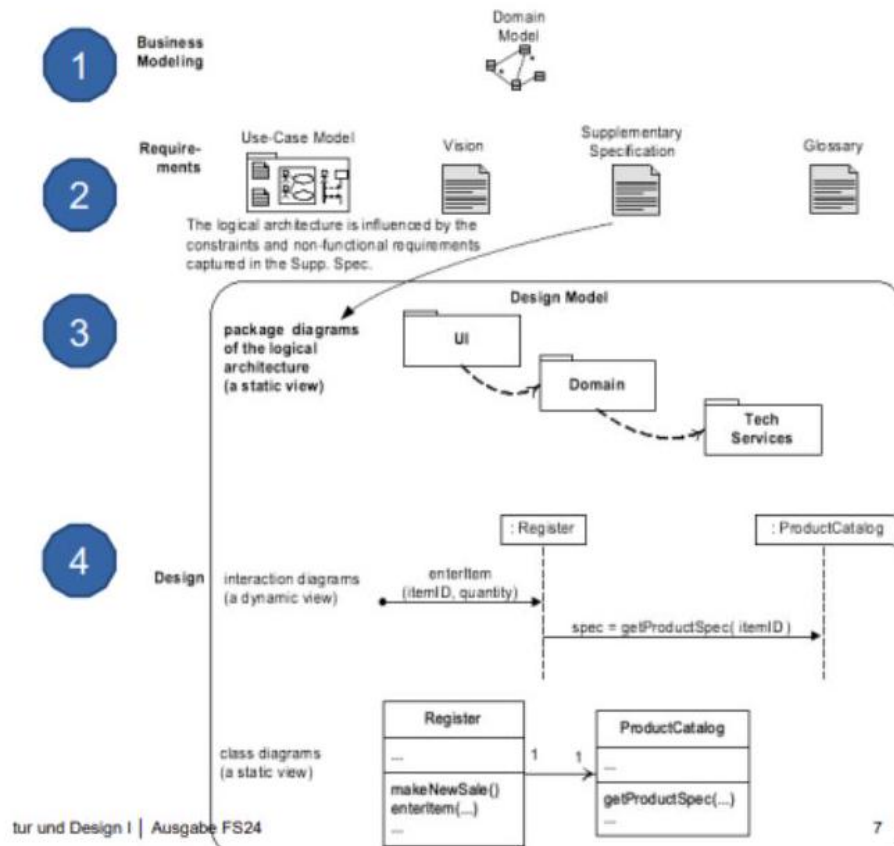 1
Business
Modeling
Domain
Model
2
Require-
ments
Use-Case Model
Vision
Supplementary
Specification
Glossary
The logical architecture is influenced by the
constraints and non-functional requirements
captured in the Supp. Spec.
3
Design Model
package diagrams
of the logical
architecture
(a static view)
UI
Domain
Tech
Services
4
Design
interaction diagrams
(a dynamic view)
: Register
: ProductCatalog
enterItem
(itemID, quantity)
spec = getProductSpec( itemID )
class diagrams
(a static view)
Register
...
makeNewSale()
enterItem(...)
...
1
1
ProductCatalog
...
getProductSpec(...)
...
tur und Design I | Ausgabe FS24
7